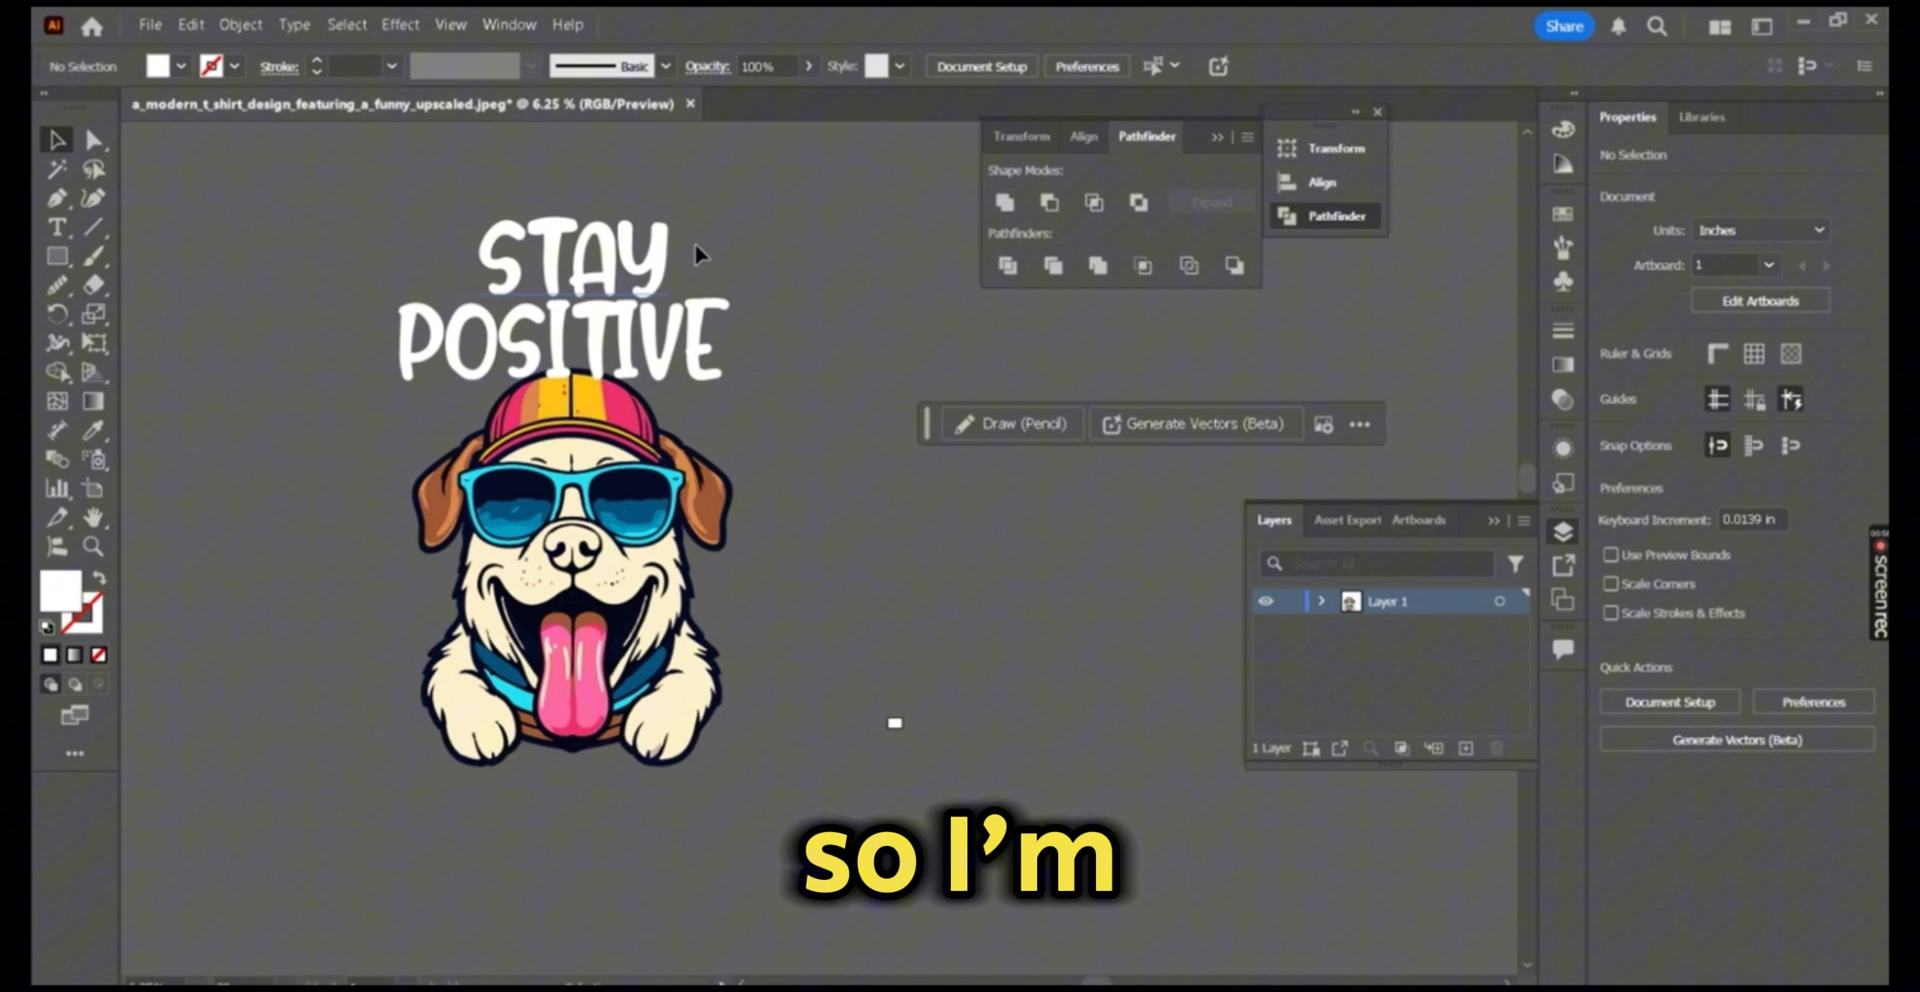 Ai File Edit Object Type Select Effect View Window Help Share
No Selection Stroke: Basic Opacity: 100% Style: Document Setup Preferences
a_modern_t_shirt_design_featuring_a_funny_upscaled.jpeg* @ 6.25 % (RGB/Preview)
Transform Align Pathfinder
Shape Modes:
Expand
Pathfinders:
Transform
Align
Pathfinder
Properties Libraries
No Selection
Document
Units: Inches
Artboard: 1
Edit Artboards
Ruler & Grids
Guides
Snap Options
Preferences
Keyboard Increment: 0.0139 in
Use Preview Bounds
Scale Corners
Scale Strokes & Effects
Quick Actions
Document Setup Preferences
Generate Vectors (Beta)
STAY
POSITIVE
Draw (Pencil) Generate Vectors (Beta)
Layers Asset Export Artboards
Search All
Layer 1
1 Layer
screenrec
so I'm